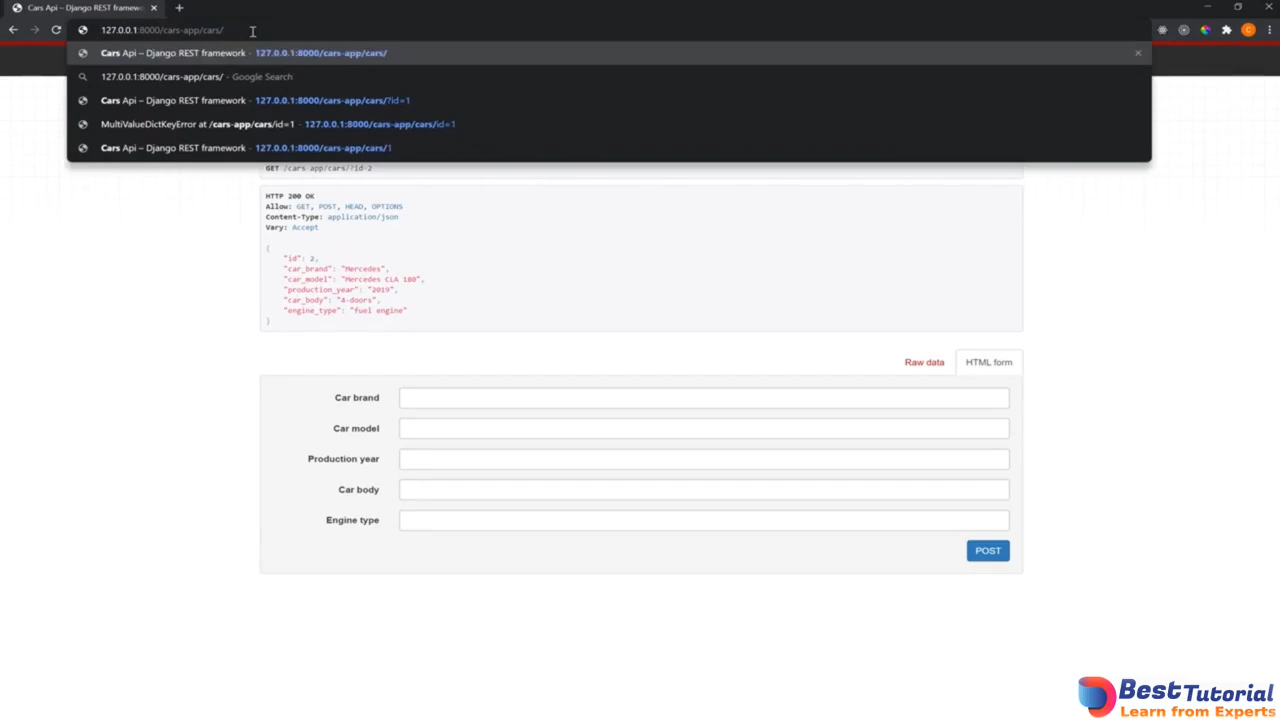 Cars Api – Django REST framew
127.0.0.1:8000/cars-app/cars/
Cars Api – Django REST framework - 127.0.0.1:8000/cars-app/cars/
127.0.0.1:8000/cars-app/cars/ - Google Search
Cars Api – Django REST framework - 127.0.0.1:8000/cars-app/cars/?id=1
MultiValueDictKeyError at /cars-app/cars/id=1 - 127.0.0.1:8000/cars-app/cars/id=1
Cars Api – Django REST framework - 127.0.0.1:8000/cars-app/cars/1
GET /cars-app/cars/?id=2
HTTP 200 OK
Allow: GET, POST, HEAD, OPTIONS
Content-Type: application/json
Vary: Accept
{
"id": 2,
"car_brand": "Mercedes",
"car_model": "Mercedes CLA 180",
"production_year": "2019",
"car_body": "4-doors",
"engine_type": "fuel engine"
}
Raw data HTML form
Car brand
Car model
Production year
Car body
Engine type
POST
C
BestTutorial
Learn from Experts